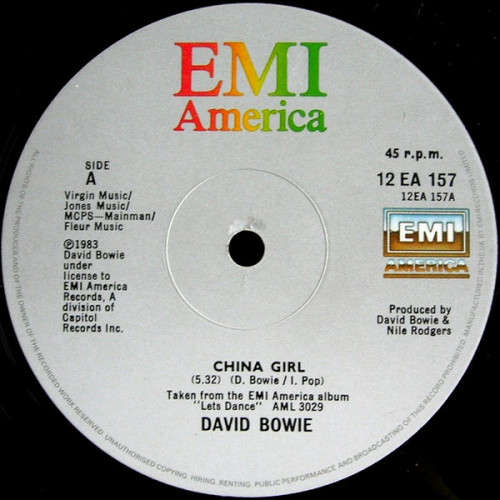 EMI
America
SIDE
A
Virgin Music/
Jones Music/
MCPS—Mainman/
Fleur Music
℗1983
David Bowie
under
license to
EMI America
Records, A
division of
Capitol
Records Inc.
45 r.p.m.
12 EA 157
12EA 157A
EMI
AMERICA
Produced by
David Bowie &
Nile Rodgers
CHINA GIRL
(5.32) (D. Bowie / I. Pop)
Taken from the EMI America album
"Lets Dance" AML 3029
DAVID BOWIE
ALL RIGHTS OF THE PRODUCER AND OF THE OWNER OF THE RECORDED WORK RESERVED. UNAUTHORISED COPYING, HIRING, RENTING, PUBLIC PERFORMANCE AND BROADCASTING OF THIS RECORD PROHIBITED.